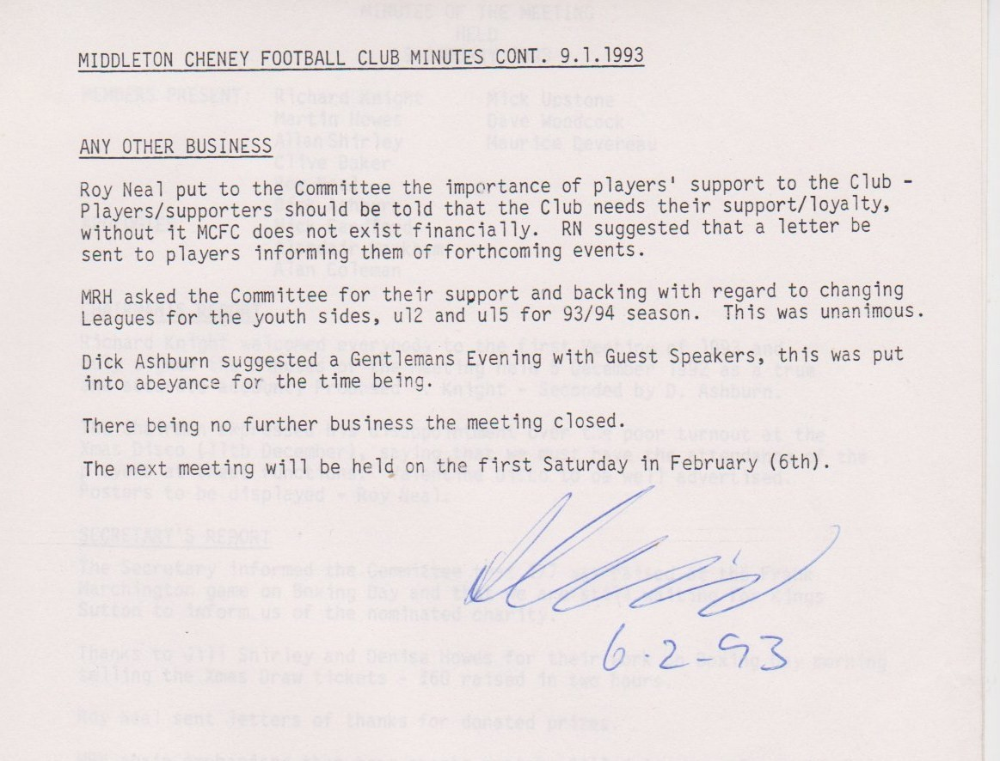 MIDDLETON CHENEY FOOTBALL CLUB MINUTES CONT. 9.1.1993
ANY OTHER BUSINESS
Roy Neal put to the Committee the importance of players' support to the Club -
Players/supporters should be told that the Club needs their support/loyalty,
without it MCFC does not exist financially.  RN suggested that a letter be
sent to players informing them of forthcoming events.
MRH asked the Committee for their support and backing with regard to changing
Leagues for the youth sides, u12 and u15 for 93/94 season.  This was unanimous.
Dick Ashburn suggested a Gentlemans Evening with Guest Speakers, this was put
into abeyance for the time being.
There being no further business the meeting closed.
The next meeting will be held on the first Saturday in February (6th).
6-2-93